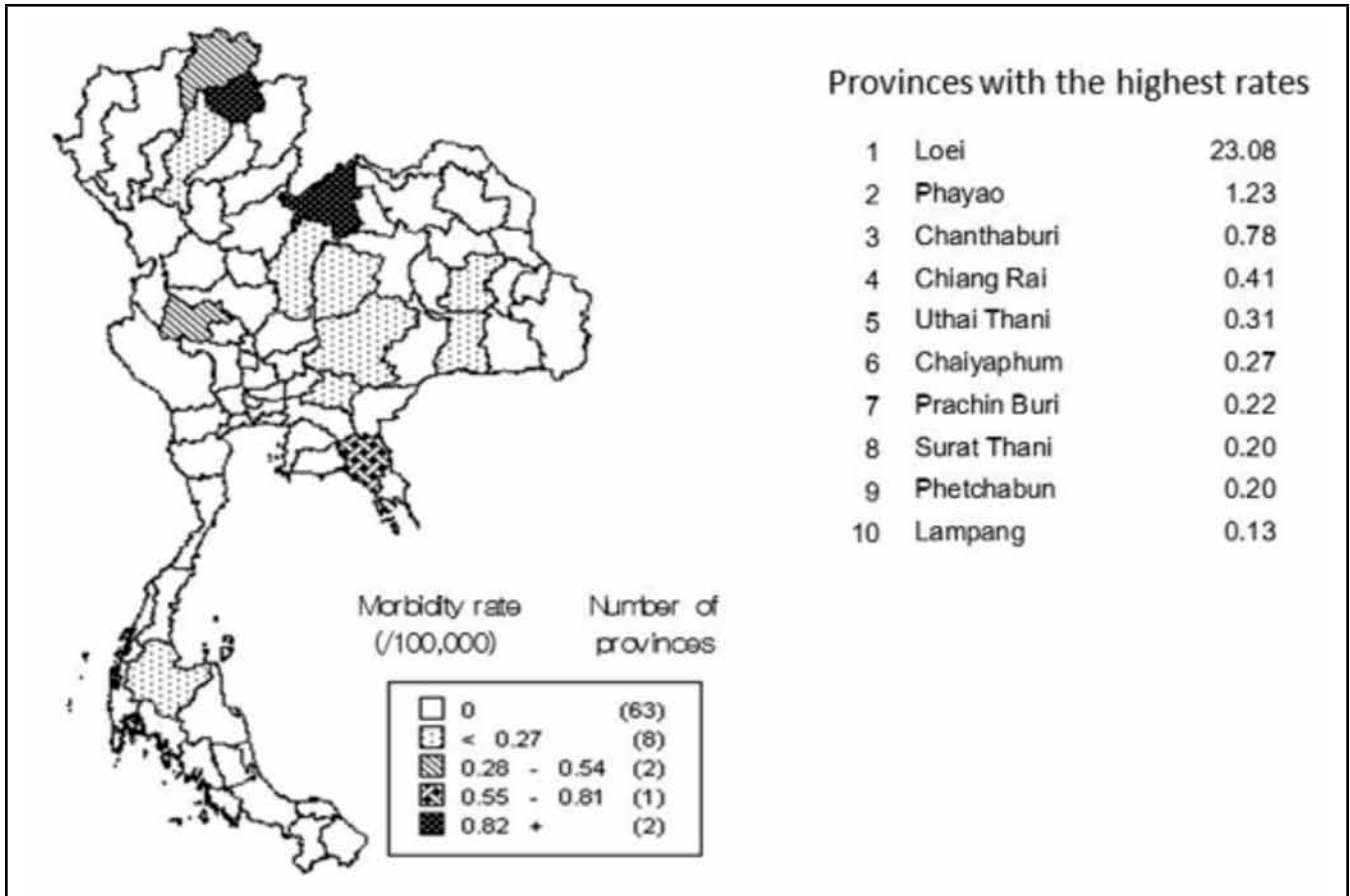 Provinces with the highest rates
1 Loei 23.08
2 Phayao 1.23
3 Chanthaburi 0.78
4 Chiang Rai 0.41
5 Uthai Thani 0.31
6 Chaiyaphum 0.27
7 Prachin Buri 0.22
8 Surat Thani 0.20
9 Phetchabun 0.20
10 Lampang 0.13
Morbidity rate Number of
(/100,000) provinces
0 (63)
< 0.27 (8)
0.28 - 0.54 (2)
0.55 - 0.81 (1)
0.82 + (2)